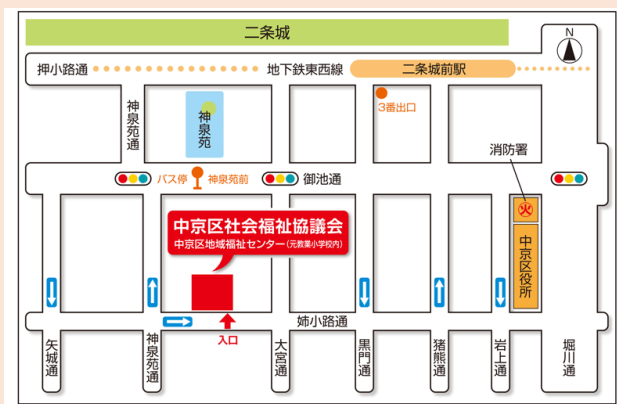 二条城
N
押小路通
地下鉄東西線
二条城前駅
神泉苑通
神泉苑
3番出口
消防署
バス停
神泉苑前
御池通
火
中京区社会福祉協議会
中京区地域福祉センター(元教業小学校内)
中京区役所
姉小路通
入口
矢城通
神泉苑通
大宮通
黒門通
猪熊通
岩上通
堀川通